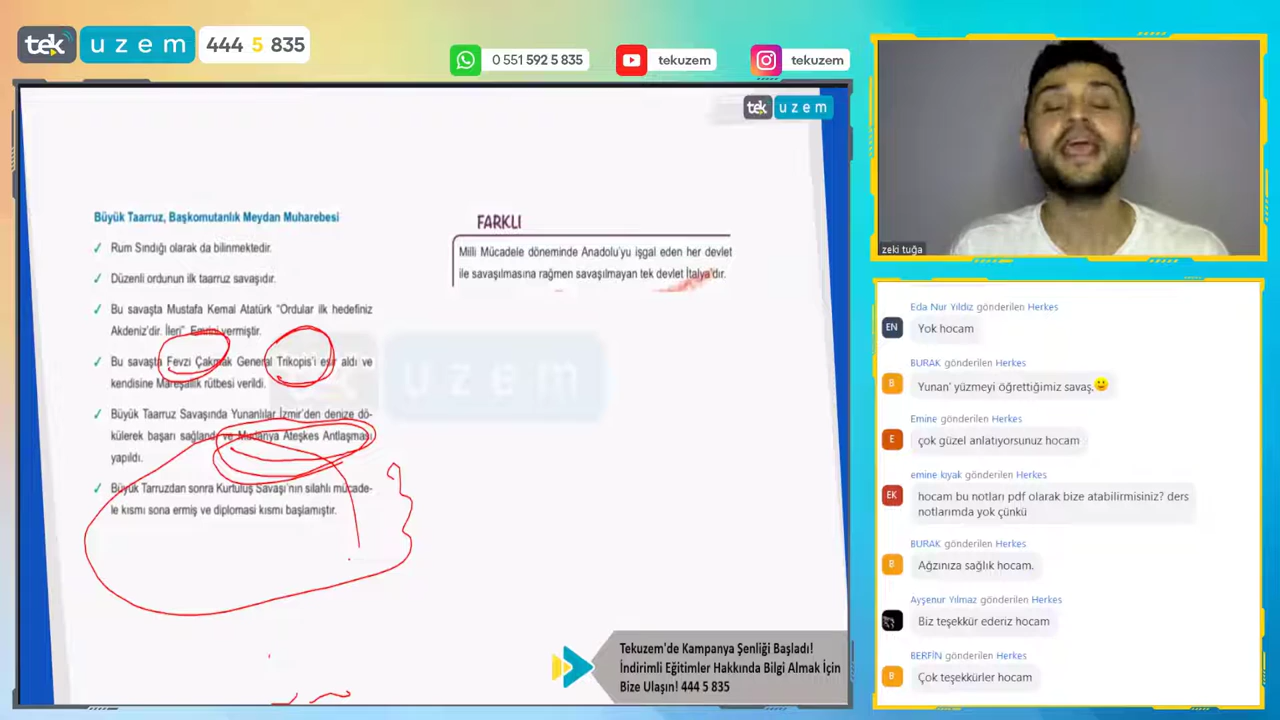 tek uzem 444 5 835
0 551 592 5 835 tekuzem tekuzem
tek uzem
Büyük Taarruz, Başkomutanlık Meydan Muharebesi
✓ Rum Sındığı olarak da bilinmektedir.
✓ Düzenli ordunun ilk taarruz savaşıdır.
✓ Bu savaşta Mustafa Kemal Atatürk “Ordular ilk hedefiniz
Akdeniz’dir. İleri”. Emrini vermiştir.
✓ Bu savaşta Fevzi Çakmak General Trikopis’i esir aldı ve
kendisine Mareşallik rütbesi verildi.
✓ Büyük Taarruz Savaşında Yunanlılar İzmir’den denize dö-
külerek başarı sağlandı ve Mudanya Ateşkes Antlaşması
yapıldı.
✓ Büyük Tarruzdan sonra Kurtuluş Savaşı’nın silahlı mücade-
le kısmı sona ermiş ve diplomasi kısmı başlamıştır.
FARKLI
Milli Mücadele döneminde Anadolu’yu işgal eden her devlet
ile savaşılmasına rağmen savaşılmayan tek devlet İtalya’dır.
uzem
Tekuzem'de Kampanya Şenliği Başladı!
İndirimli Eğitimler Hakkında Bilgi Almak İçin
Bize Ulaşın! 444 5 835
zeki tuğa
Eda Nur Yıldız gönderilen Herkes
EN Yok hocam
BURAK gönderilen Herkes
B Yunan' yüzmeyi öğrettiğimiz savaş.🙂
Emine gönderilen Herkes
E çok güzel anlatıyorsunuz hocam
emine kıyak gönderilen Herkes
EK hocam bu notları pdf olarak bize atabilirmisiniz? ders
notlarımda yok çünkü
BURAK gönderilen Herkes
B Ağzınıza sağlık hocam.
Ayşenur Yılmaz gönderilen Herkes
Biz teşekkür ederiz hocam
BERFİN gönderilen Herkes
B Çok teşekkürler hocam